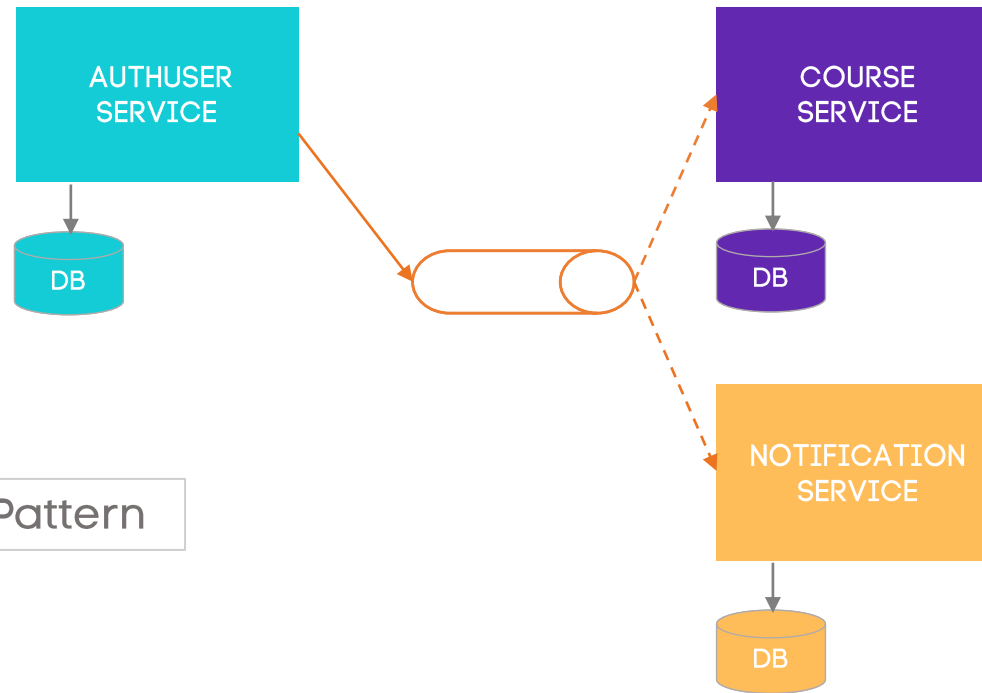 AUTHUSER
SERVICE
DB
COURSE
SERVICE
DB
Pattern
NOTIFICATION
SERVICE
DB